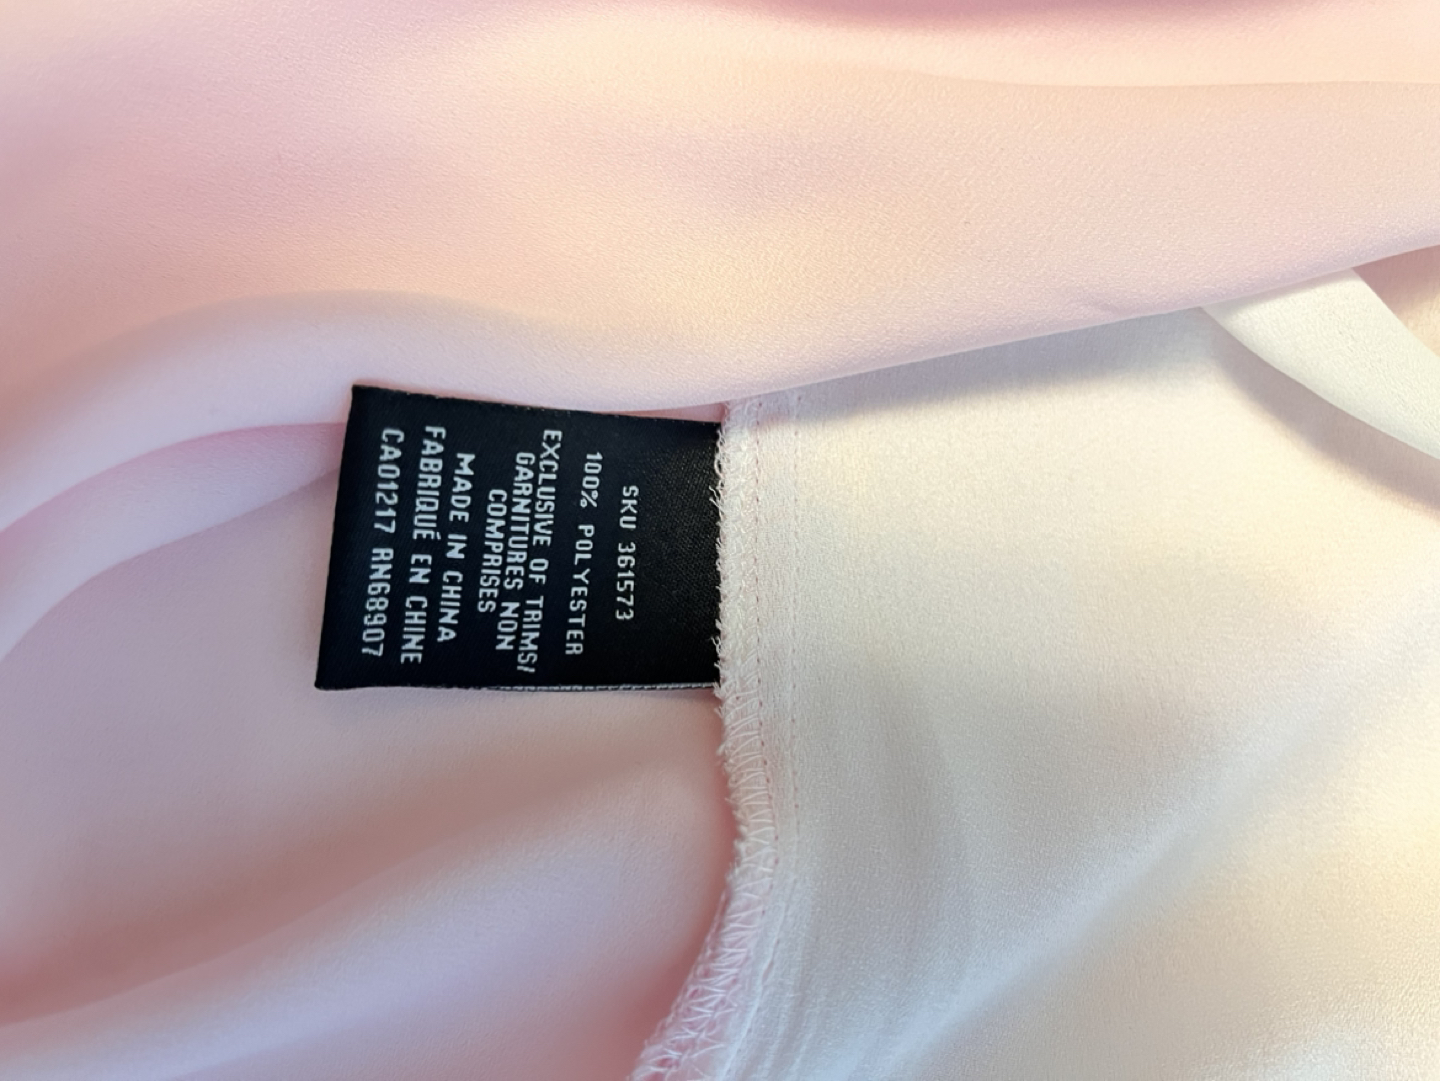 SKU 361573
100% POLYESTER
EXCLUSIVE OF TRIMS/
GARNITURES NON
COMPRISES
MADE IN CHINA
FABRIQUÉ EN CHINE
CA01217 RN68907